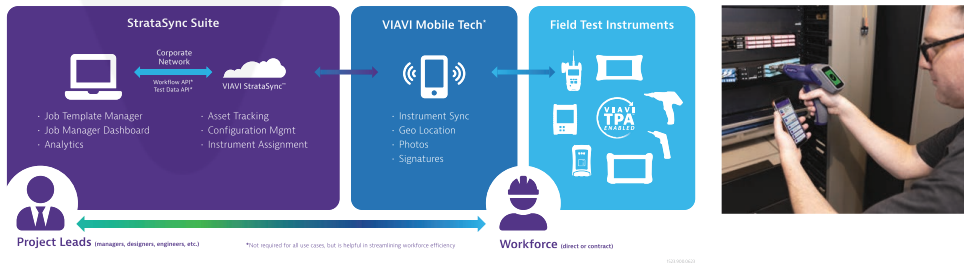 StrataSync Suite
Corporate
Network
Workflow API*
Test Data API*
VIAVI StrataSync™
· Job Template Manager
· Job Manager Dashboard
· Analytics
· Asset Tracking
· Configuration Mgmt
· Instrument Assignment
VIAVI Mobile Tech*
· Instrument Sync
· Geo Location
· Photos
· Signatures
Field Test Instruments
VIAVI
TPA
ENABLED
Project Leads (managers, designers, engineers, etc.)
*Not required for all use cases, but is helpful in streamlining workforce efficiency
Workforce (direct or contract)